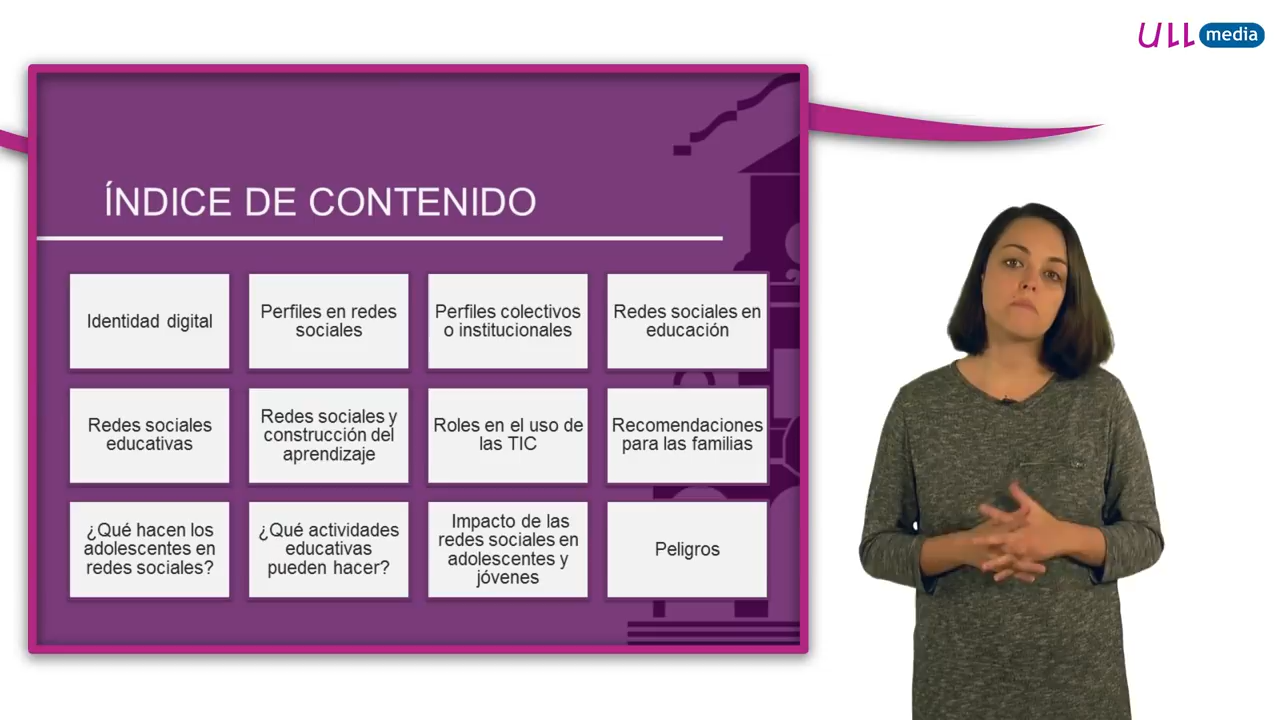 ULL media
ÍNDICE DE CONTENIDO
Identidad digital
Perfiles en redes
sociales
Perfiles colectivos
o institucionales
Redes sociales en
educación
Redes sociales
educativas
Redes sociales y
construcción del
aprendizaje
Roles en el uso de
las TIC
Recomendaciones
para las familias
¿Qué hacen los
adolescentes en
redes sociales?
¿Qué actividades
educativas
pueden hacer?
Impacto de las
redes sociales en
adolescentes y
jóvenes
Peligros